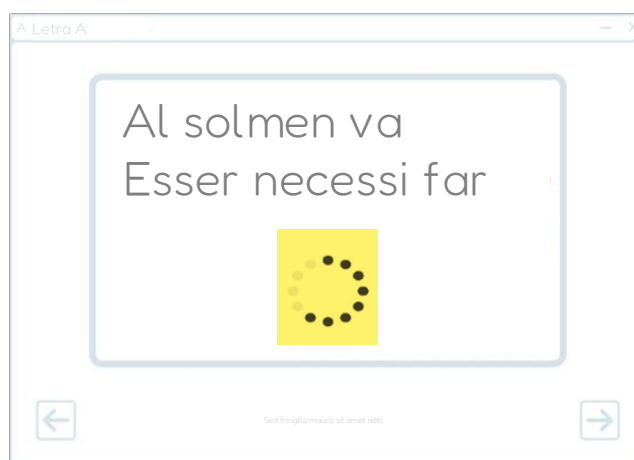 A Letra A
Al solmen va
Esser necessi far
Sed fringilla mauris sit amet nibh.